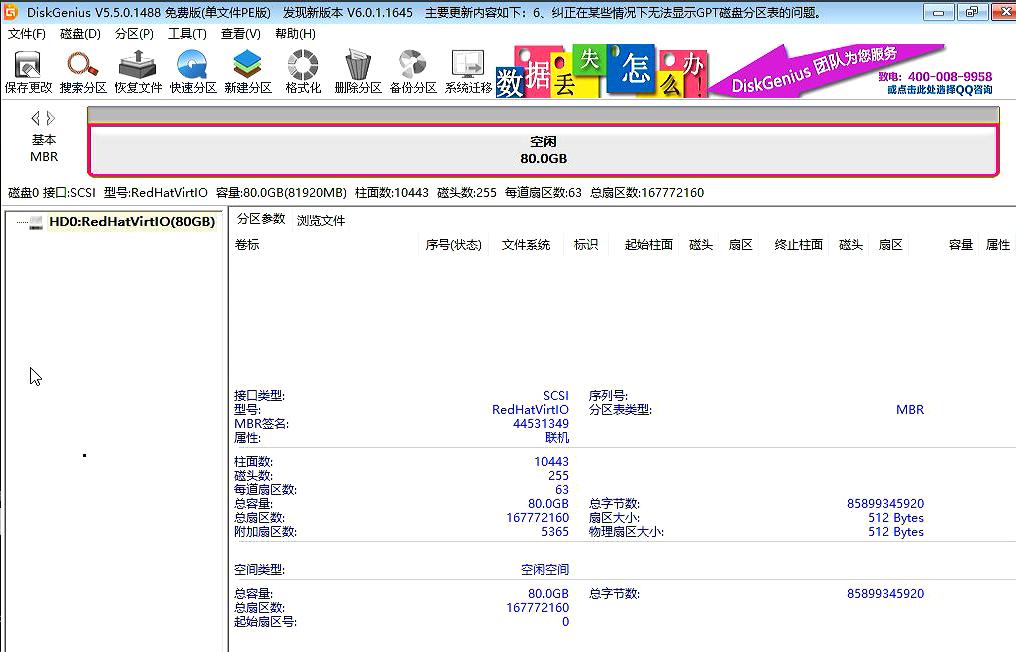 DiskGenius V5.5.0.1488 免费版(单文件PE版) 发现新版本 V6.0.1.1645 主要更新内容如下：6、纠正在某些情况下无法显示GPT磁盘分区表的问题。
文件(F) 磁盘(D) 分区(P) 工具(T) 查看(V) 帮助(H)
保存更改 搜索分区 恢复文件 快速分区 新建分区 格式化 删除分区 备份分区 系统迁移
数据丢失怎么办！
DiskGenius 团队为您服务
致电：400-008-9958
或点击此处选择QQ咨询
基本
MBR
空闲
80.0GB
磁盘0 接口:SCSI 型号:RedHatVirtIO 容量:80.0GB(81920MB) 柱面数:10443 磁头数:255 每道扇区数:63 总扇区数:167772160
HD0:RedHatVirtIO(80GB)
分区参数 浏览文件
卷标 序号(状态) 文件系统 标识 起始柱面 磁头 扇区 终止柱面 磁头 扇区 容量 属性
接口类型: SCSI 序列号:
型号: RedHatVirtIO 分区表类型: MBR
MBR签名: 44531349
属性: 联机
柱面数: 10443
磁头数: 255
每道扇区数: 63
总容量: 80.0GB 总字节数: 85899345920
总扇区数: 167772160 扇区大小: 512 Bytes
附加扇区数: 5365 物理扇区大小: 512 Bytes
空间类型: 空闲空间
总容量: 80.0GB 总字节数: 85899345920
总扇区数: 167772160
起始扇区号: 0